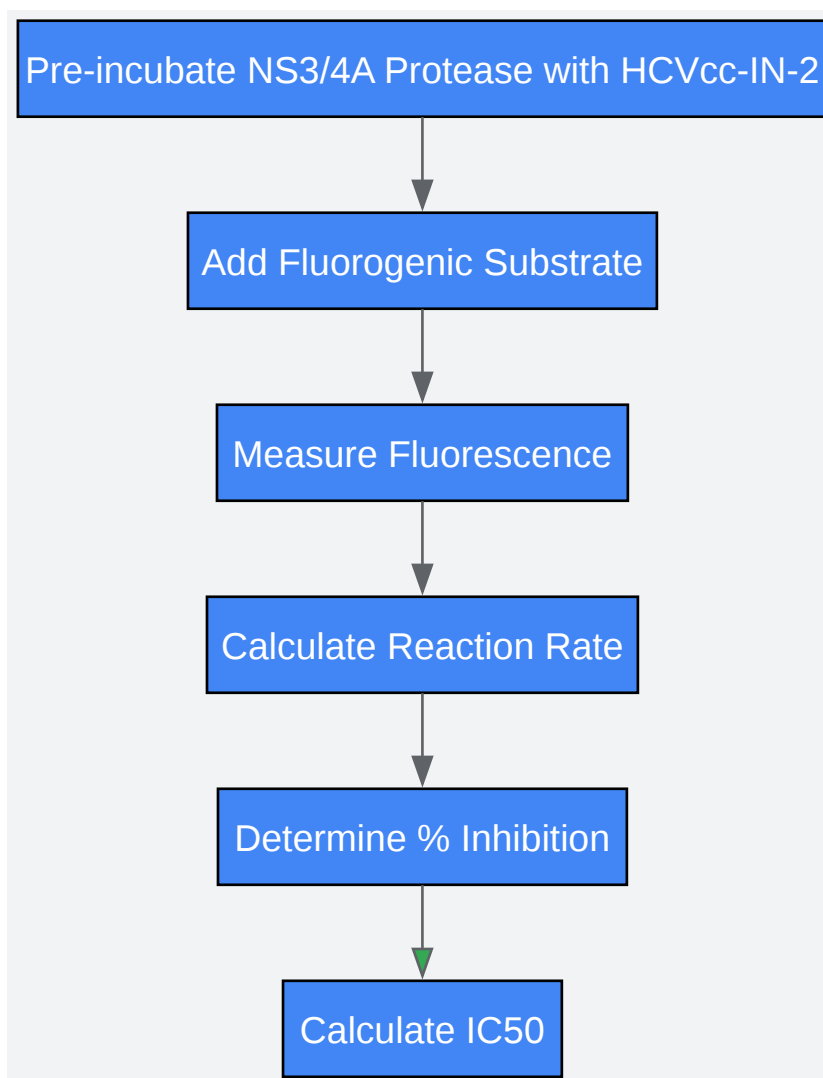 Pre-incubate NS3/4A Protease with HCVcc-IN-2
Add Fluorogenic Substrate
Measure Fluorescence
Calculate Reaction Rate
Determine % Inhibition
Calculate IC50